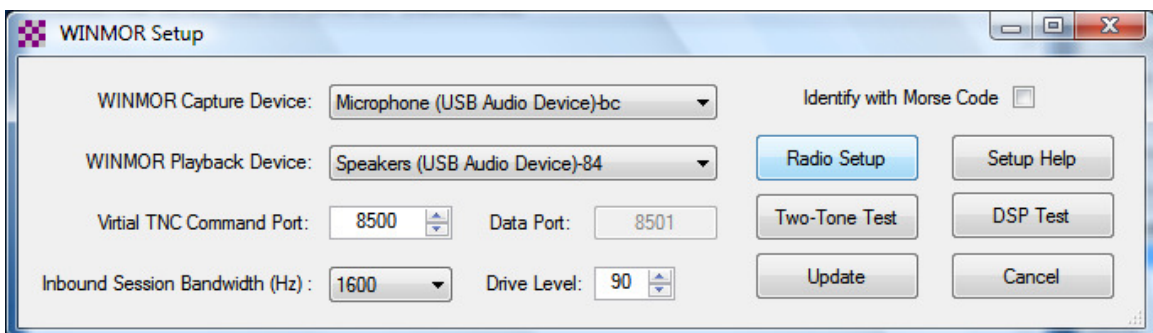 WINMOR Setup
WINMOR Capture Device: Microphone (USB Audio Device)-bc Identify with Morse Code
WINMOR Playback Device: Speakers (USB Audio Device)-84 Radio Setup Setup Help
Virtial TNC Command Port: 8500 Data Port: 8501 Two-Tone Test DSP Test
Inbound Session Bandwidth (Hz) : 1600 Drive Level: 90 Update Cancel